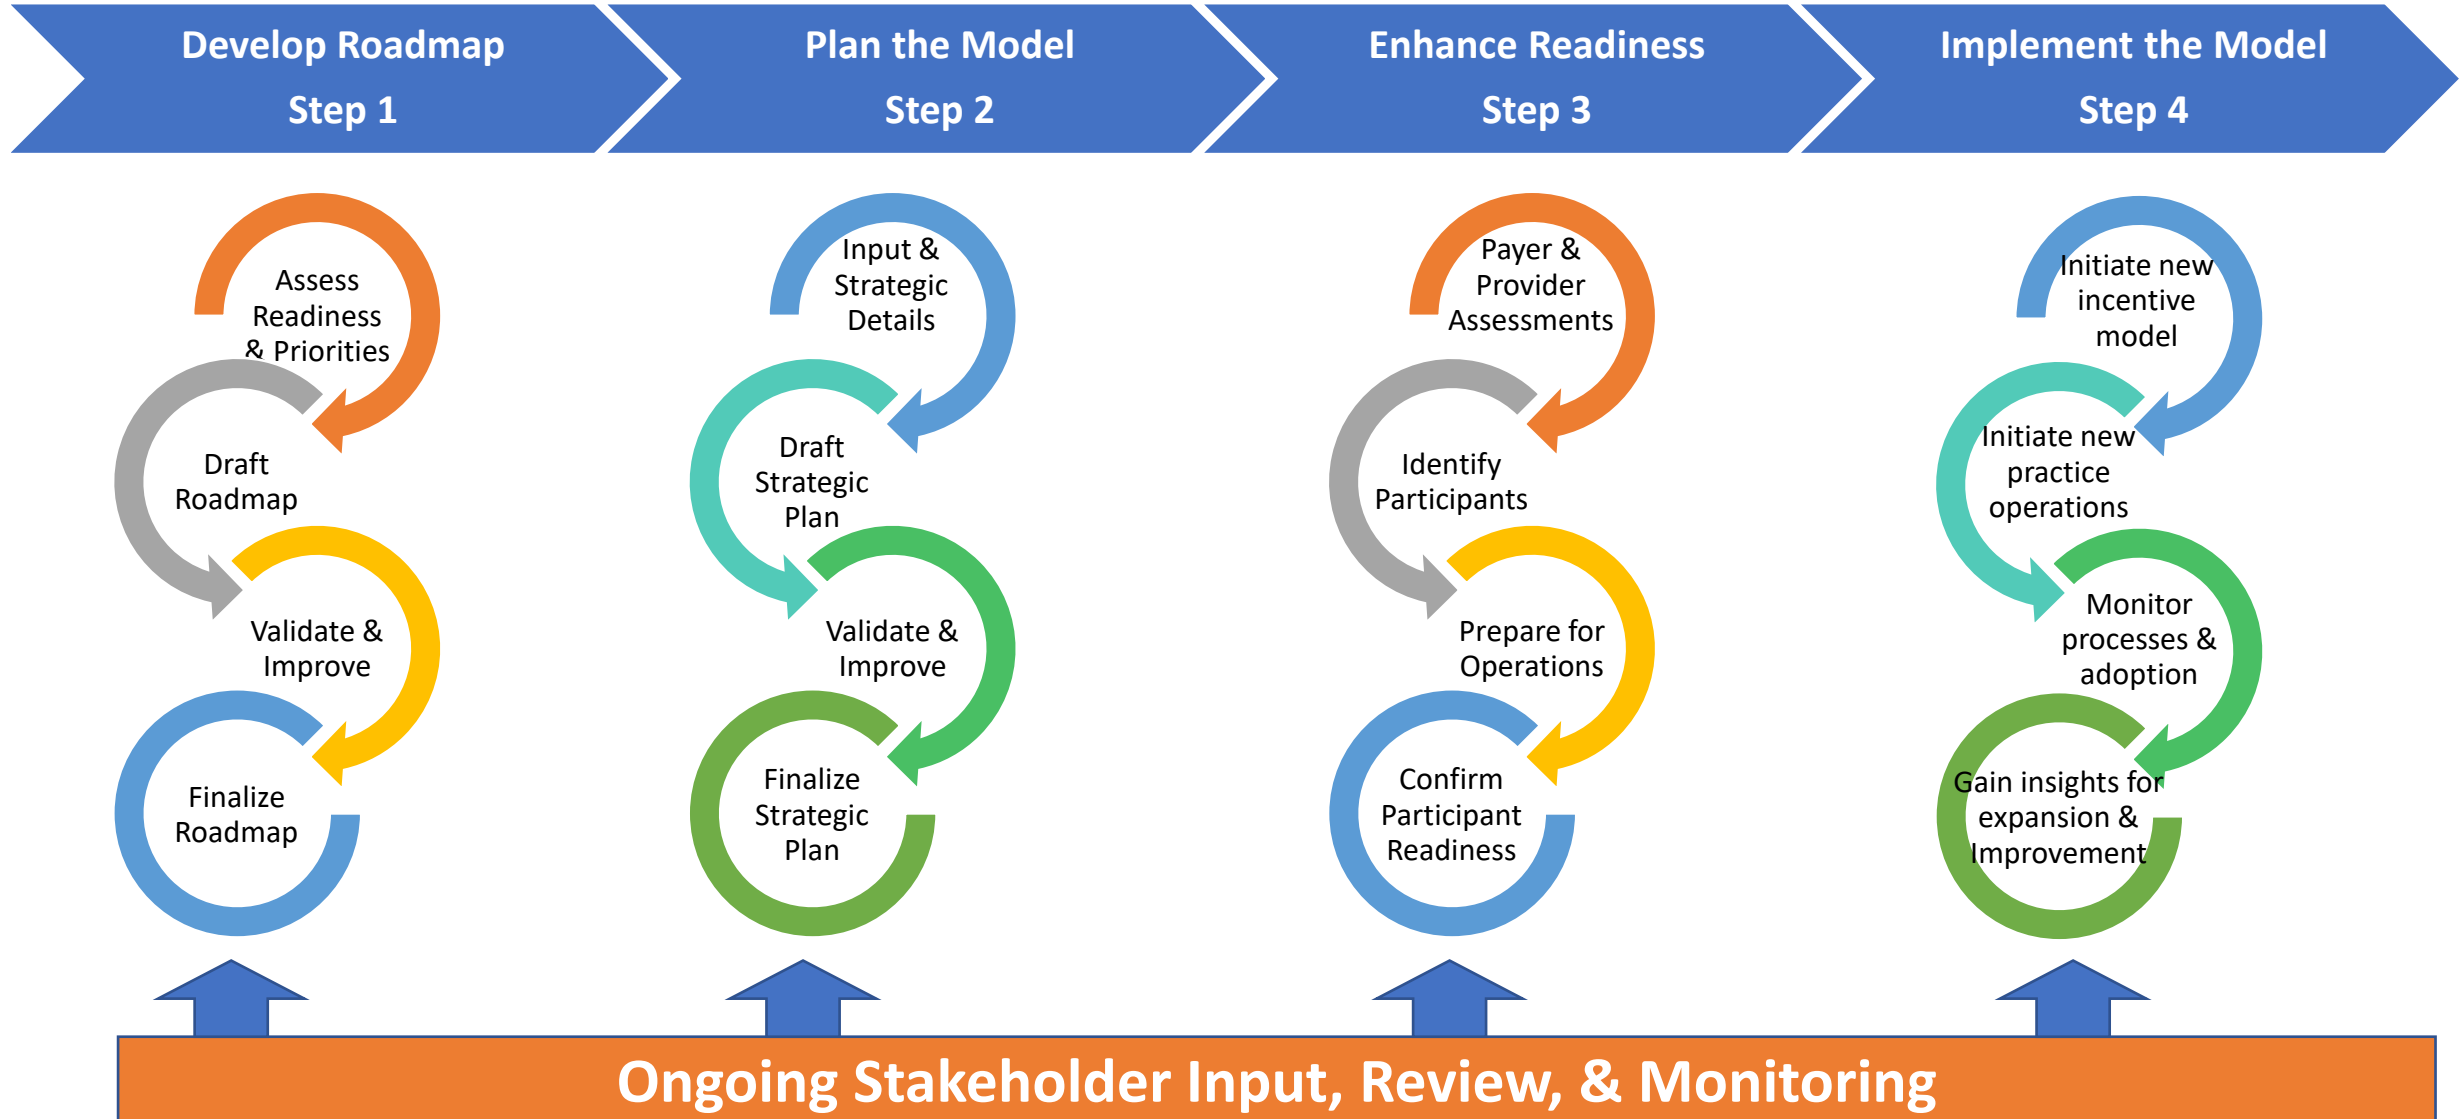 Develop Roadmap
Step 1
Plan the Model
Step 2
Enhance Readiness
Step 3
Implement the Model
Step 4
Assess
Readiness
& Priorities
Draft
Roadmap
Validate &
Improve
Finalize
Roadmap
Input &
Strategic
Details
Draft
Strategic
Plan
Validate &
Improve
Finalize
Strategic
Plan
Payer &
Provider
Assessments
Identify
Participants
Prepare for
Operations
Confirm
Participant
Readiness
Initiate new
incentive
model
Initiate new
practice
operations
Monitor
processes &
adoption
Gain insights for
expansion &
Improvement
Ongoing Stakeholder Input, Review, & Monitoring